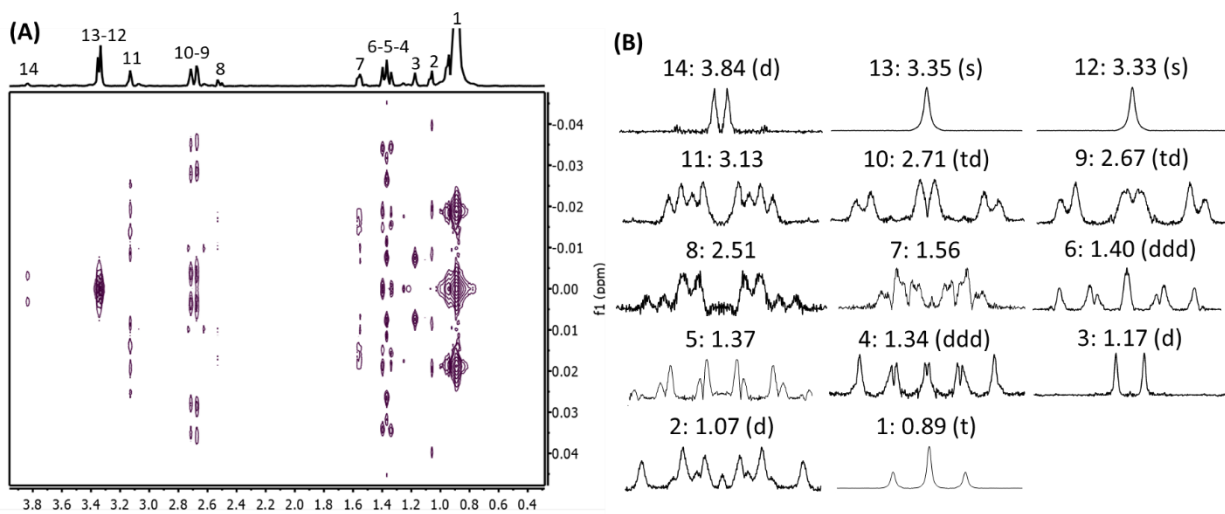 (A)
1
13-12
10-9
6-5-4
14
11
8
7
3
2
-0.04
-0.03
-0.02
-0.01
0.00
0.01
0.02
0.03
0.04
f1 (ppm)
3.8 3.6 3.4 3.2 3.0 2.8 2.6 2.4 2.2 2.0 1.8 1.6 1.4 1.2 1.0 0.8 0.6 0.4
(B)
14: 3.84 (d) 13: 3.35 (s) 12: 3.33 (s)
11: 3.13 10: 2.71 (td) 9: 2.67 (td)
8: 2.51 7: 1.56 6: 1.40 (ddd)
5: 1.37 4: 1.34 (ddd) 3: 1.17 (d)
2: 1.07 (d) 1: 0.89 (t)